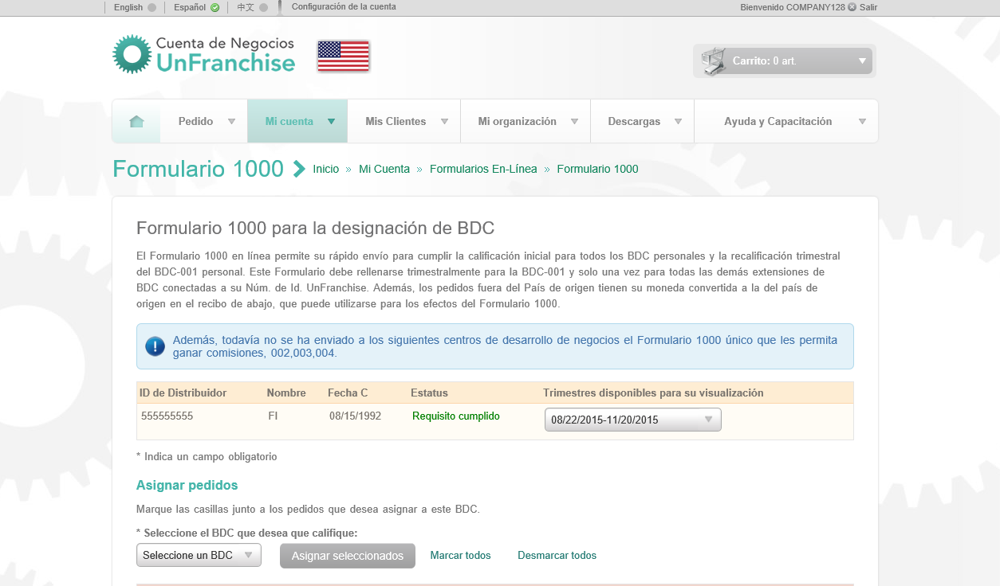 English Español 中文 Configuración de la cuenta Bienvenido COMPANY128 Salir
Cuenta de Negocios
UnFranchise
Carrito: 0 art.
Pedido Mi cuenta Mis Clientes Mi organización Descargas Ayuda y Capacitación
Formulario 1000 Inicio » Mi Cuenta » Formularios En-Línea » Formulario 1000
Formulario 1000 para la designación de BDC
El Formulario 1000 en línea permite su rápido envío para cumplir la calificación inicial para todos los BDC personales y la recalificación trimestral
del BDC-001 personal. Este Formulario debe rellenarse trimestralmente para la BDC-001 y solo una vez para todas las demás extensiones de
BDC conectadas a su Núm. de Id. UnFranchise. Además, los pedidos fuera del País de origen tienen su moneda convertida a la del país de
origen en el recibo de abajo, que puede utilizarse para los efectos del Formulario 1000.
Además, todavía no se ha enviado a los siguientes centros de desarrollo de negocios el Formulario 1000 único que les permita
ganar comisiones, 002,003,004.
ID de Distribuidor Nombre Fecha C Estatus Trimestres disponibles para su visualización
555555555 FI 08/15/1992 Requisito cumplido 08/22/2015-11/20/2015
* Indica un campo obligatorio
Asignar pedidos
Marque las casillas junto a los pedidos que desea asignar a este BDC.
* Seleccione el BDC que desea que califique:
Seleccione un BDC Asignar seleccionados Marcar todos Desmarcar todos